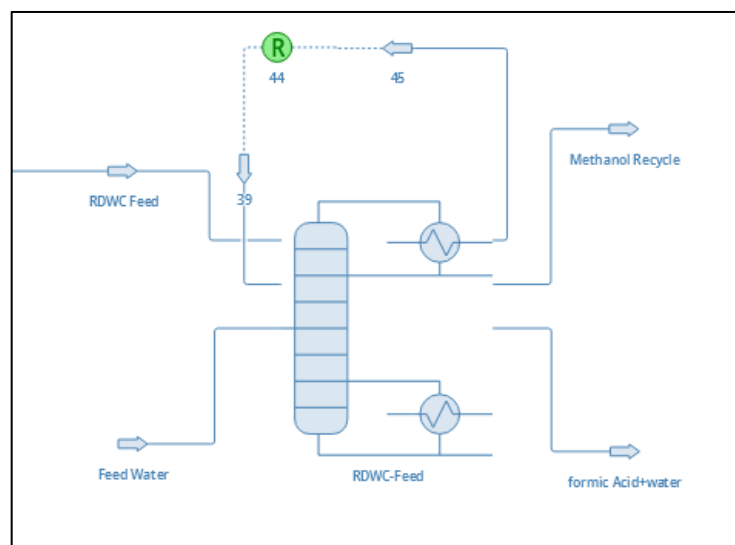 R
44
45
Methanol Recycle
RDWC Feed
39
Feed Water
RDWC-Feed
formic Acid+water